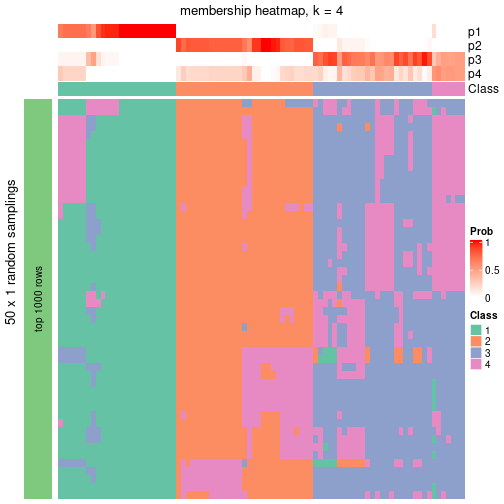 membership heatmap, k = 4
p1
p2
p3
p4
Class
50 x 1 random samplings
top 1000 rows
Prob
1
0.5
0
Class
1
2
3
4